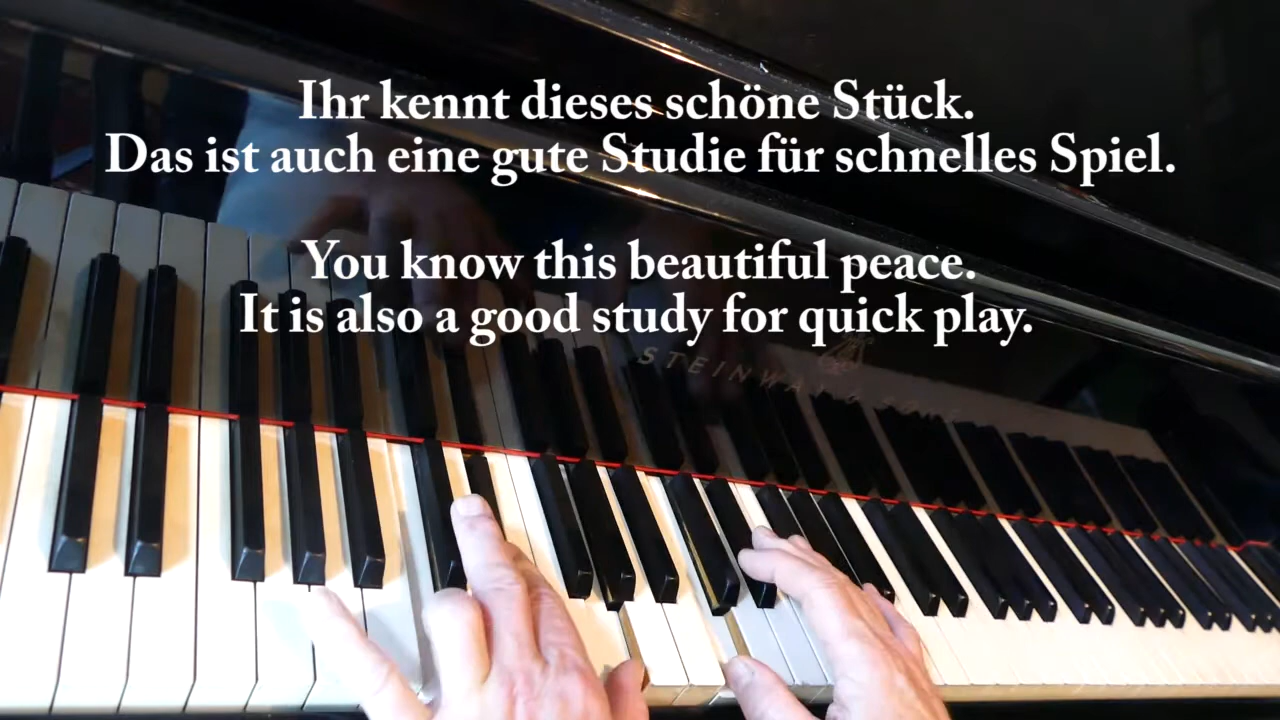 Ihr kennt dieses schöne Stück.
Das ist auch eine gute Studie für schnelles Spiel.
You know this beautiful peace.
It is also a good study for quick play.
STEINWAY & SONS